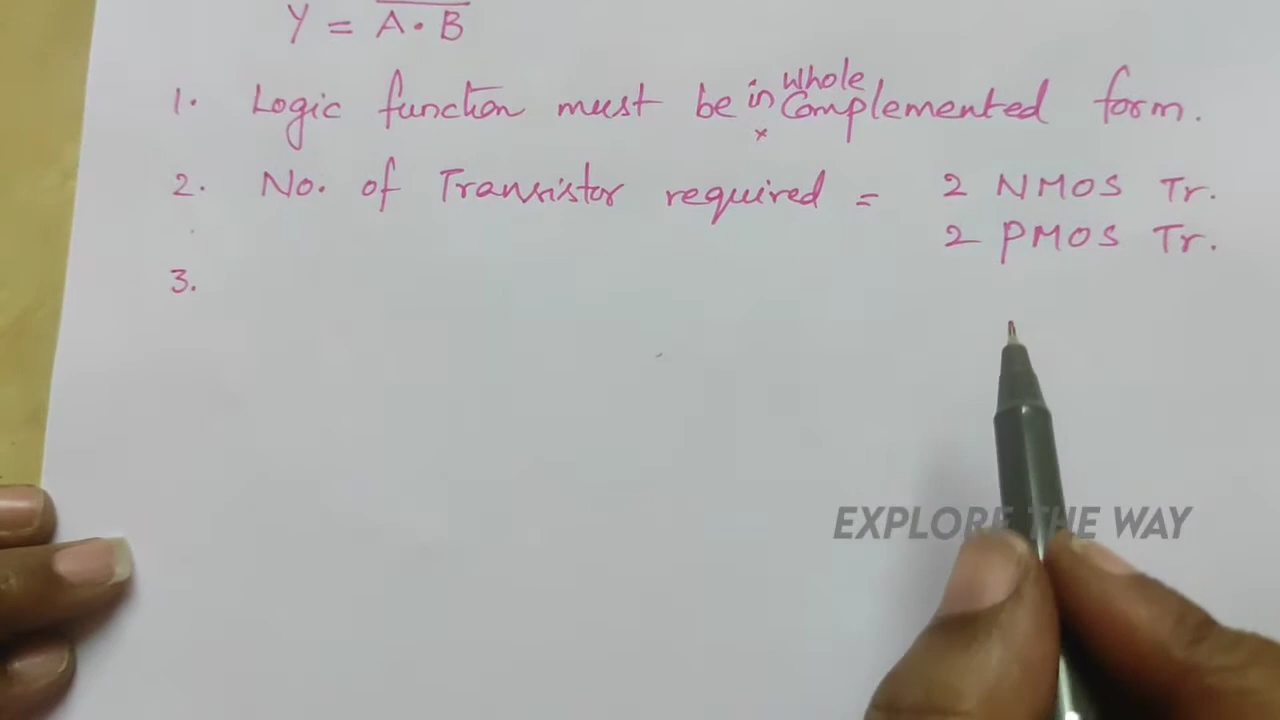 Y = \overline{A · B}
1. Logic function must be in whole Complemented form.
2. No. of Transistor required = 2 NMOS Tr.
2 PMOS Tr.
3.
EXPLORE THE WAY